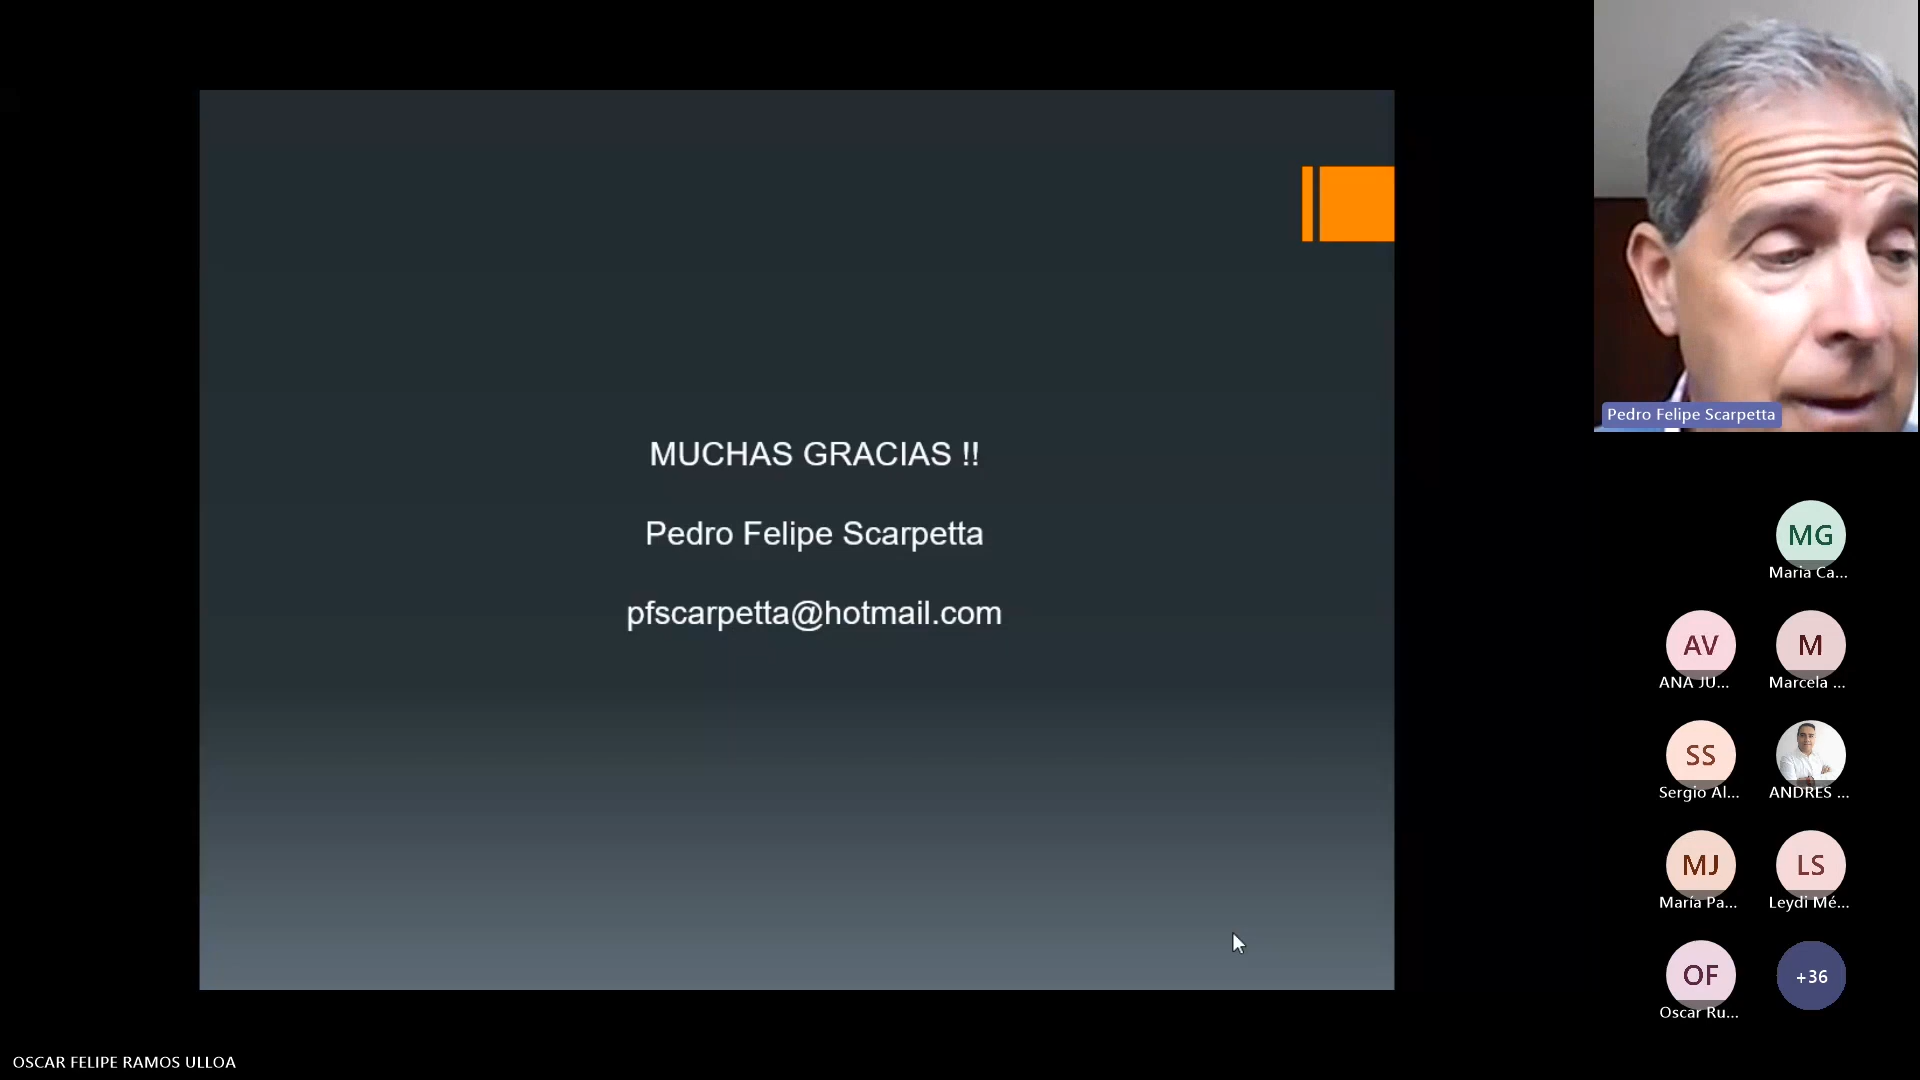 MUCHAS GRACIAS !!
Pedro Felipe Scarpetta
pfscarpetta@hotmail.com
Pedro Felipe Scarpetta
MG
Maria Ca...
AV
ANA JU...
M
Marcela ...
SS
Sergio Al...
ANDRES ...
MJ
María Pa...
LS
Leydi Mé...
OF
Oscar Ru...
+36
OSCAR FELIPE RAMOS ULLOA